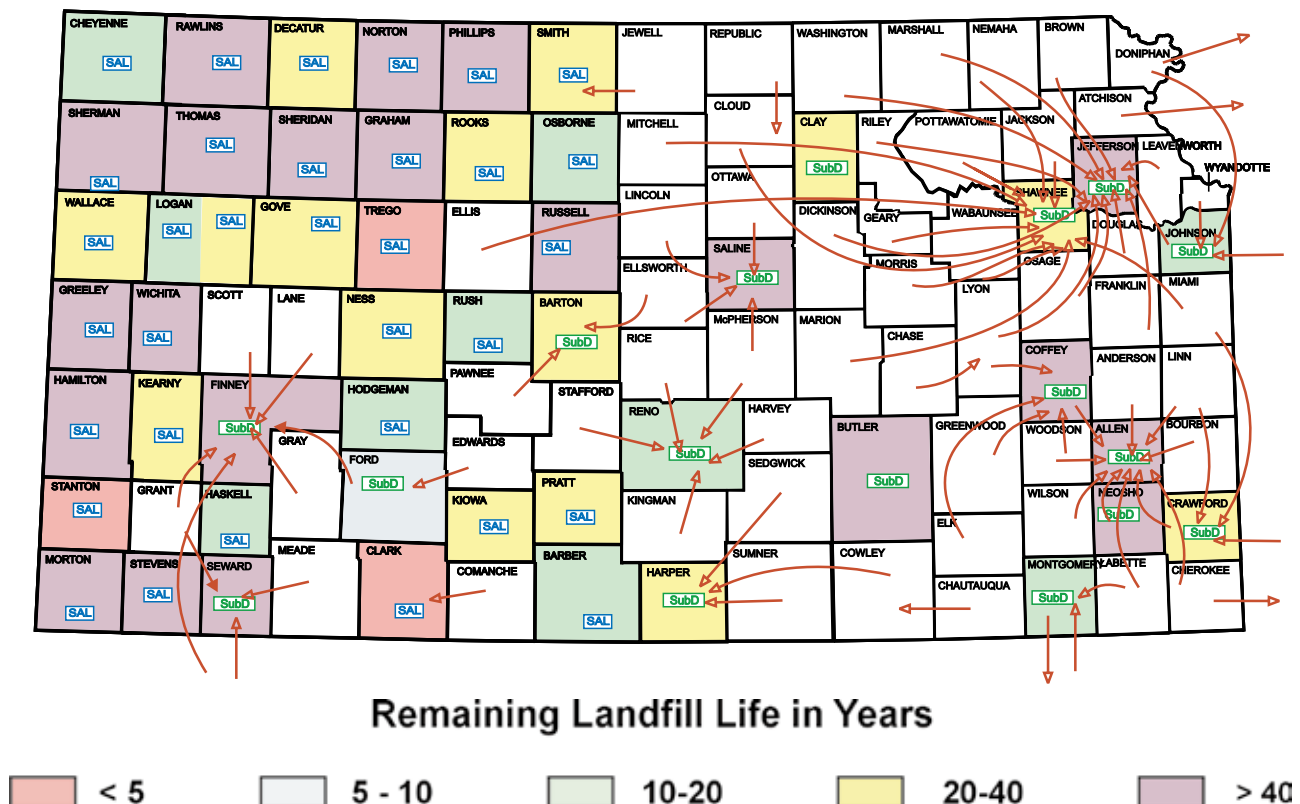 CHEYENNE RAWLINS DECATUR NORTON PHILLIPS SMITH JEWELL REPUBLIC WASHINGTON MARSHALL NEMAHA BROWN DONIPHAN
SAL SAL SAL SAL SAL SAL
SHERMAN THOMAS SHERIDAN GRAHAM ROOKS OSBORNE MITCHELL CLOUD CLAY RILEY POTTAWATOMIE JACKSON ATCHISON
SAL SAL SAL SAL SAL SAL SubD
JEFFERSON LEAVENWORTH WYANDOTTE
SubD
WALLACE LOGAN GOVE TREGO ELLIS RUSSELL LINCOLN OTTAWA DICKINSON GEARY WABAUNSEE SHAWNEE DOUGLAS JOHNSON
SAL SAL SAL SAL SAL SAL SubD SubD
ELLSWORTH SALINE MORRIS OSAGE
SubD
GREELEY WICHITA SCOTT LANE NESS RUSH BARTON RICE McPHERSON MARION CHASE LYON FRANKLIN MIAMI
SAL SAL SAL SAL SubD
HAMILTON KEARNY FINNEY HODGEMAN PAWNEE STAFFORD RENO HARVEY COFFEY ANDERSON LINN
SAL SAL SubD SAL SubD SubD
GRAY FORD EDWARDS SEDGWICK BUTLER GREENWOOD WOODSON ALLEN BOURBON
SubD SubD SubD
STANTON GRANT HASKELL KIOWA PRATT KINGMAN ELK WILSON NEOSHO CRAWFORD
SAL SAL SAL SAL SubD SubD
MORTON STEVENS SEWARD MEADE CLARK COMANCHE BARBER HARPER SUMNER COWLEY CHAUTAUQUA MONTGOMERY LABETTE CHEROKEE
SAL SAL SubD SAL SAL SubD SubD
Remaining Landfill Life in Years
< 5 5 - 10 10-20 20-40 > 40